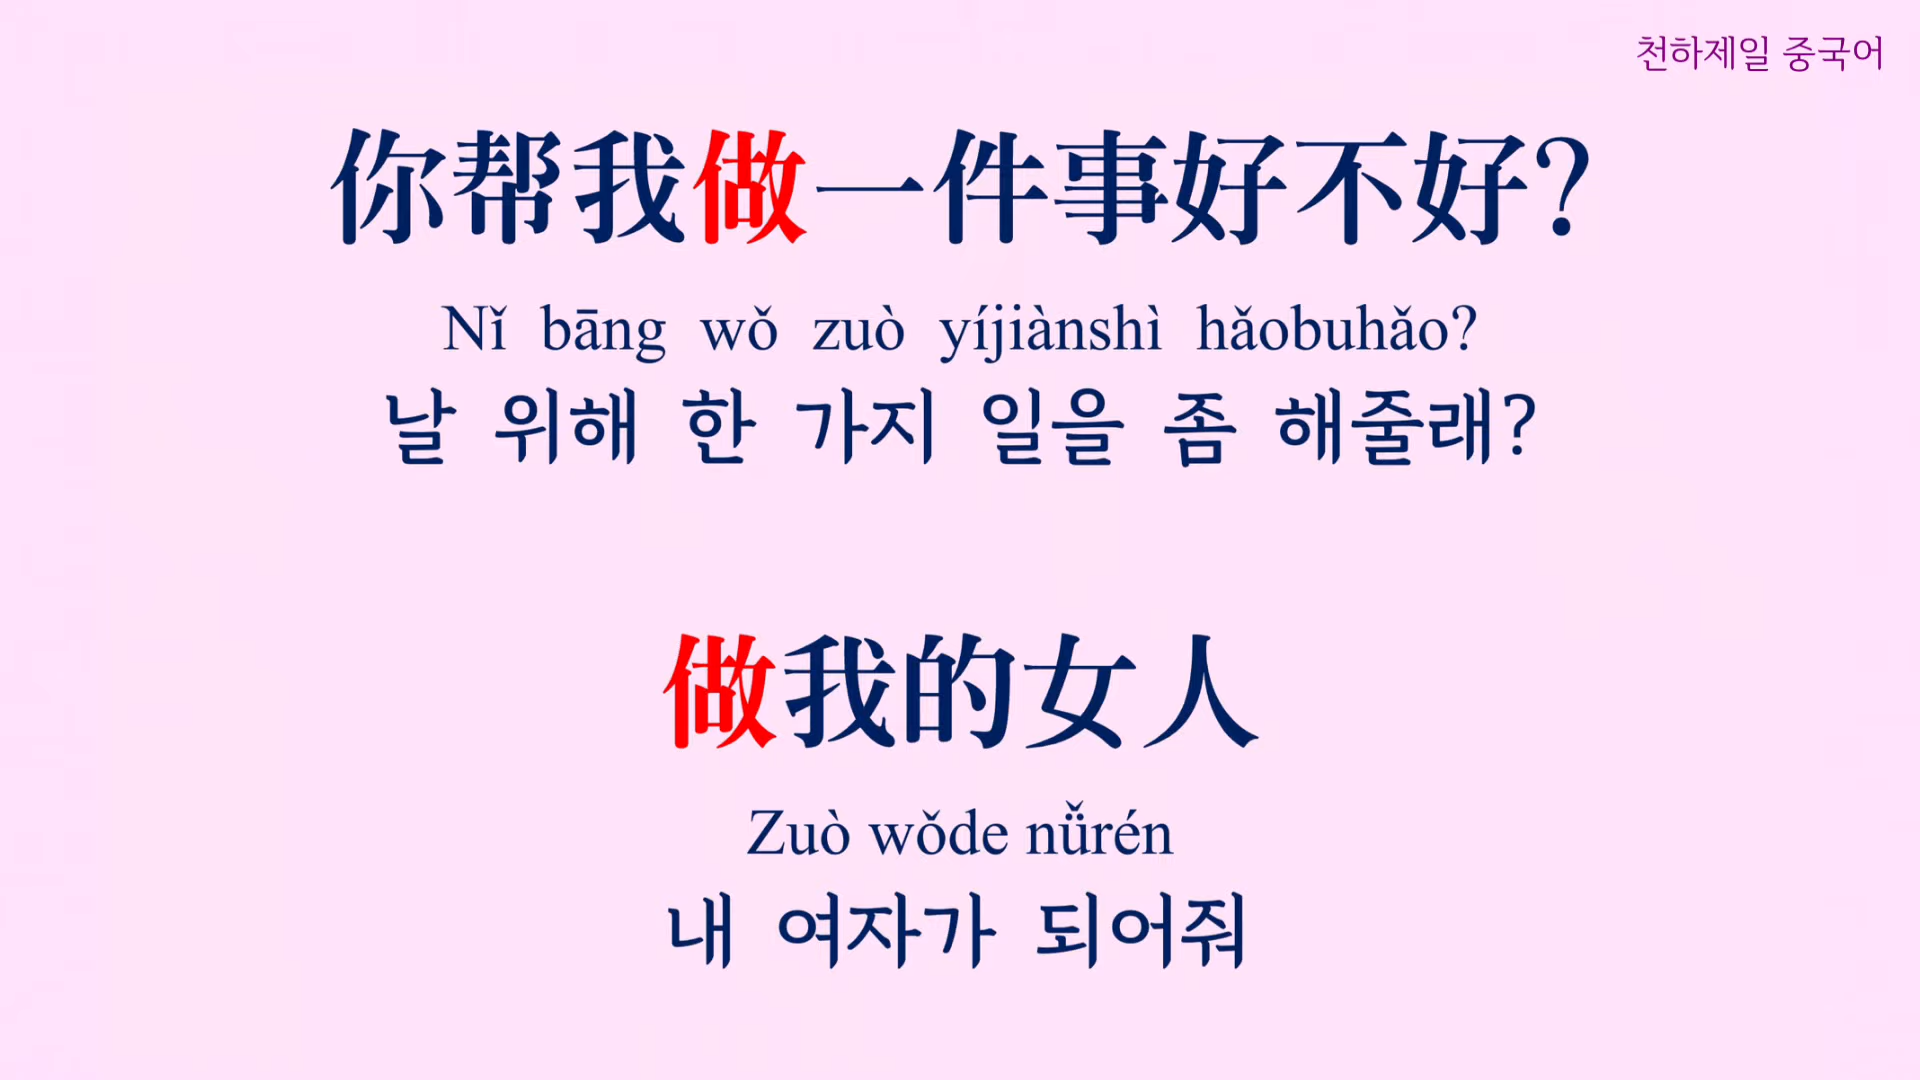 천하제일 중국어
你帮我做一件事好不好?
Nǐ bāng wǒ zuò yíjiànshì hǎobuhǎo?
날 위해 한 가지 일을 좀 해줄래?
做我的女人
Zuò wǒde nǚrén
내 여자가 되어줘